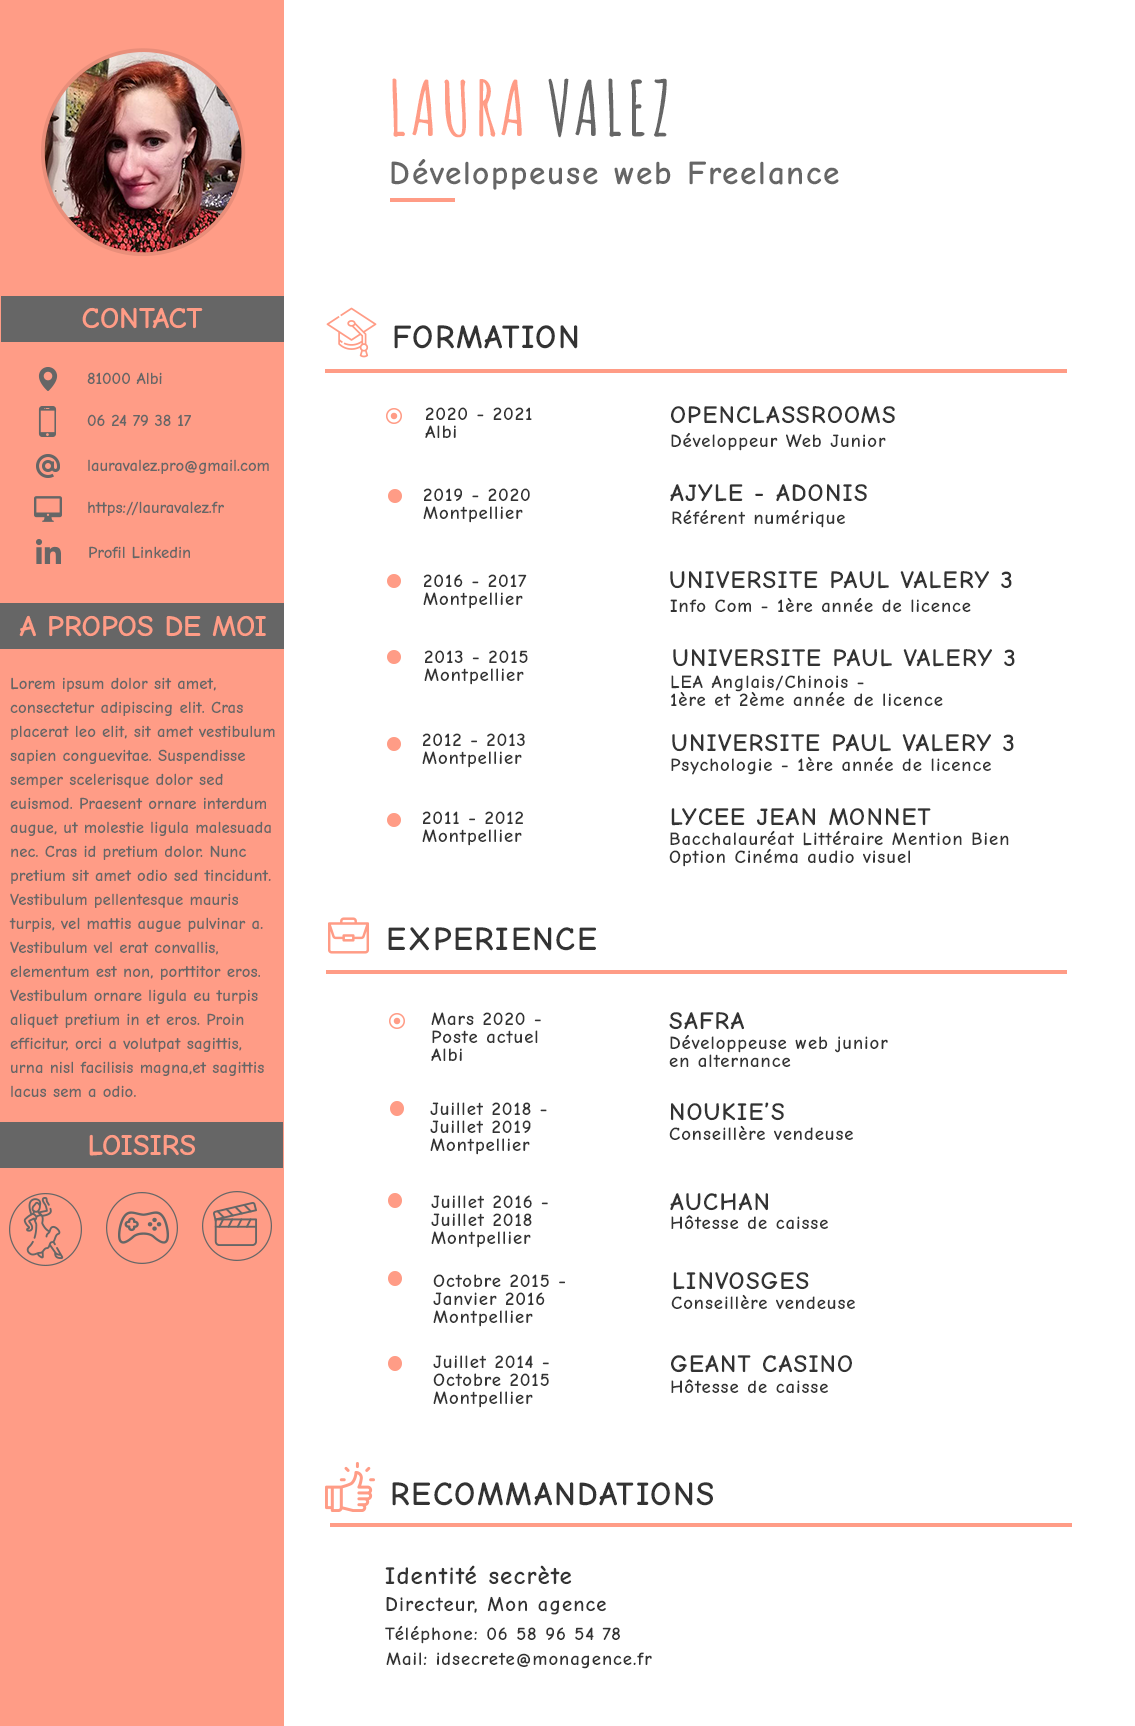 LAURA VALEZ
Développeuse web Freelance
CONTACT
81000 Albi
06 24 79 38 17
lauravalez.pro@gmail.com
https://lauravalez.fr
Profil Linkedin
A PROPOS DE MOI
Lorem ipsum dolor sit amet,
consectetur adipiscing elit. Cras
placerat leo elit, sit amet vestibulum
sapien conguevitae. Suspendisse
semper scelerisque dolor sed
euismod. Praesent ornare interdum
augue, ut molestie ligula malesuada
nec. Cras id pretium dolor. Nunc
pretium sit amet odio sed tincidunt.
Vestibulum pellentesque mauris
turpis, vel mattis augue pulvinar a.
Vestibulum vel erat convallis,
elementum est non, porttitor eros.
Vestibulum ornare ligula eu turpis
aliquet pretium in et eros. Proin
efficitur, orci a volutpat sagittis,
urna nisl facilisis magna,et sagittis
lacus sem a odio.
LOISIRS
FORMATION
2020 - 2021
Albi
OPENCLASSROOMS
Développeur Web Junior
2019 - 2020
Montpellier
AJYLE - ADONIS
Référent numérique
2016 - 2017
Montpellier
UNIVERSITE PAUL VALERY 3
Info Com - 1ère année de licence
2013 - 2015
Montpellier
UNIVERSITE PAUL VALERY 3
LEA Anglais/Chinois -
1ère et 2ème année de licence
2012 - 2013
Montpellier
UNIVERSITE PAUL VALERY 3
Psychologie - 1ère année de licence
2011 - 2012
Montpellier
LYCEE JEAN MONNET
Bacchalauréat Littéraire Mention Bien
Option Cinéma audio visuel
EXPERIENCE
Mars 2020 -
Poste actuel
Albi
SAFRA
Développeuse web junior
en alternance
Juillet 2018 -
Juillet 2019
Montpellier
NOUKIE'S
Conseillère vendeuse
Juillet 2016 -
Juillet 2018
Montpellier
AUCHAN
Hôtesse de caisse
Octobre 2015 -
Janvier 2016
Montpellier
LINVOSGES
Conseillère vendeuse
Juillet 2014 -
Octobre 2015
Montpellier
GEANT CASINO
Hôtesse de caisse
RECOMMANDATIONS
Identité secrète
Directeur, Mon agence
Téléphone: 06 58 96 54 78
Mail: idsecrete@monagence.fr